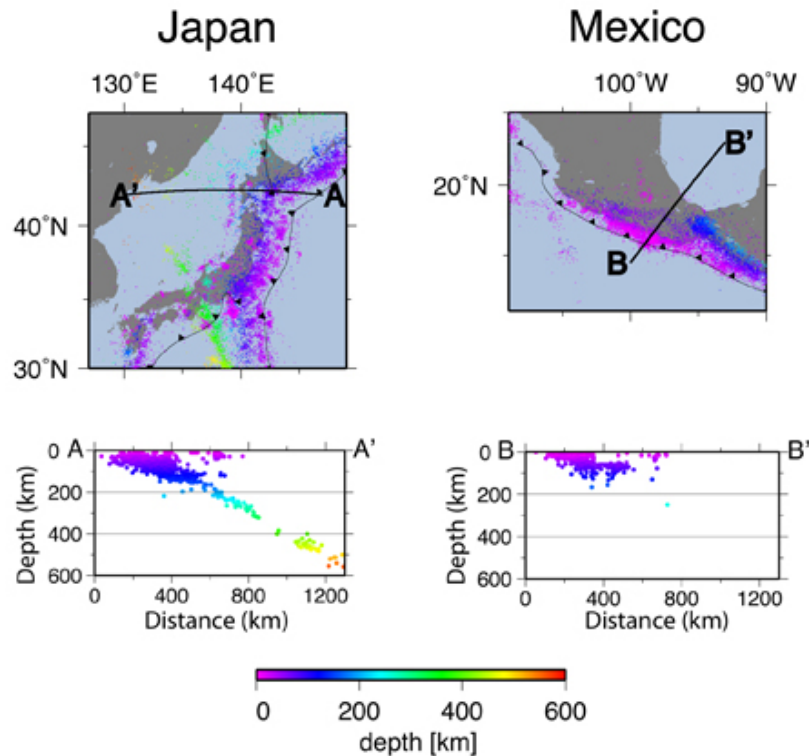 Japan Mexico
130°E 140°E 100°W 90°W
A' A
B'
20°N
40°N
B
30°N
A A' B B'
0 0
200 200
400 400
600 600
Depth (km) Depth (km)
0 400 800 1200 0 400 800 1200
Distance (km) Distance (km)
0 200 400 600
depth [km]